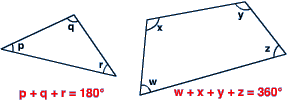 q
p
r
p + q + r = 180°
y
x
z
w
w + x + y + z = 360°